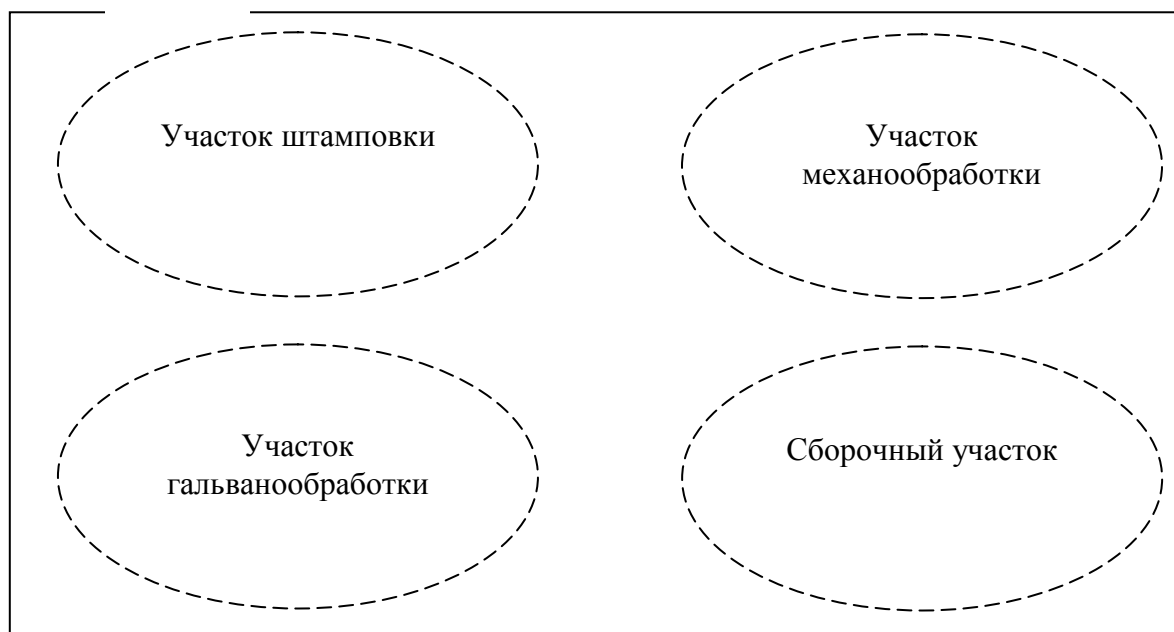 Участок штамповки
Участок
механообработки
Участок
гальванообработки
Сборочный участок